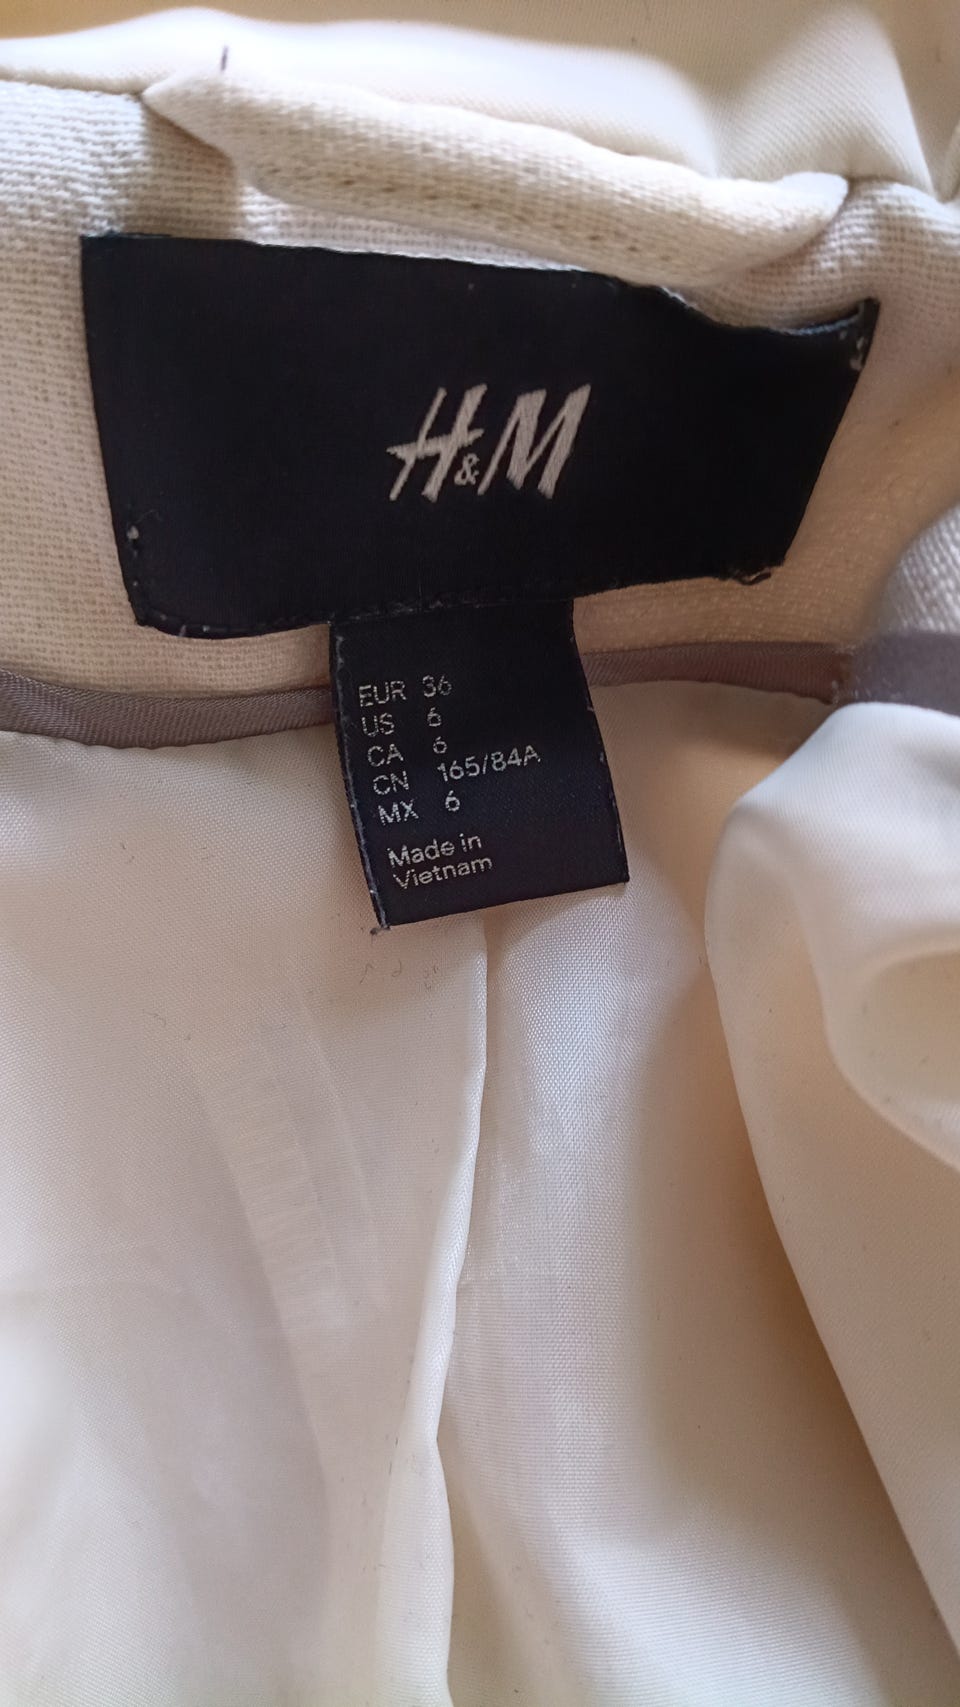 H&M
EUR 36
US 6
CA 6
CN 165/84A
MX 6
Made in
Vietnam